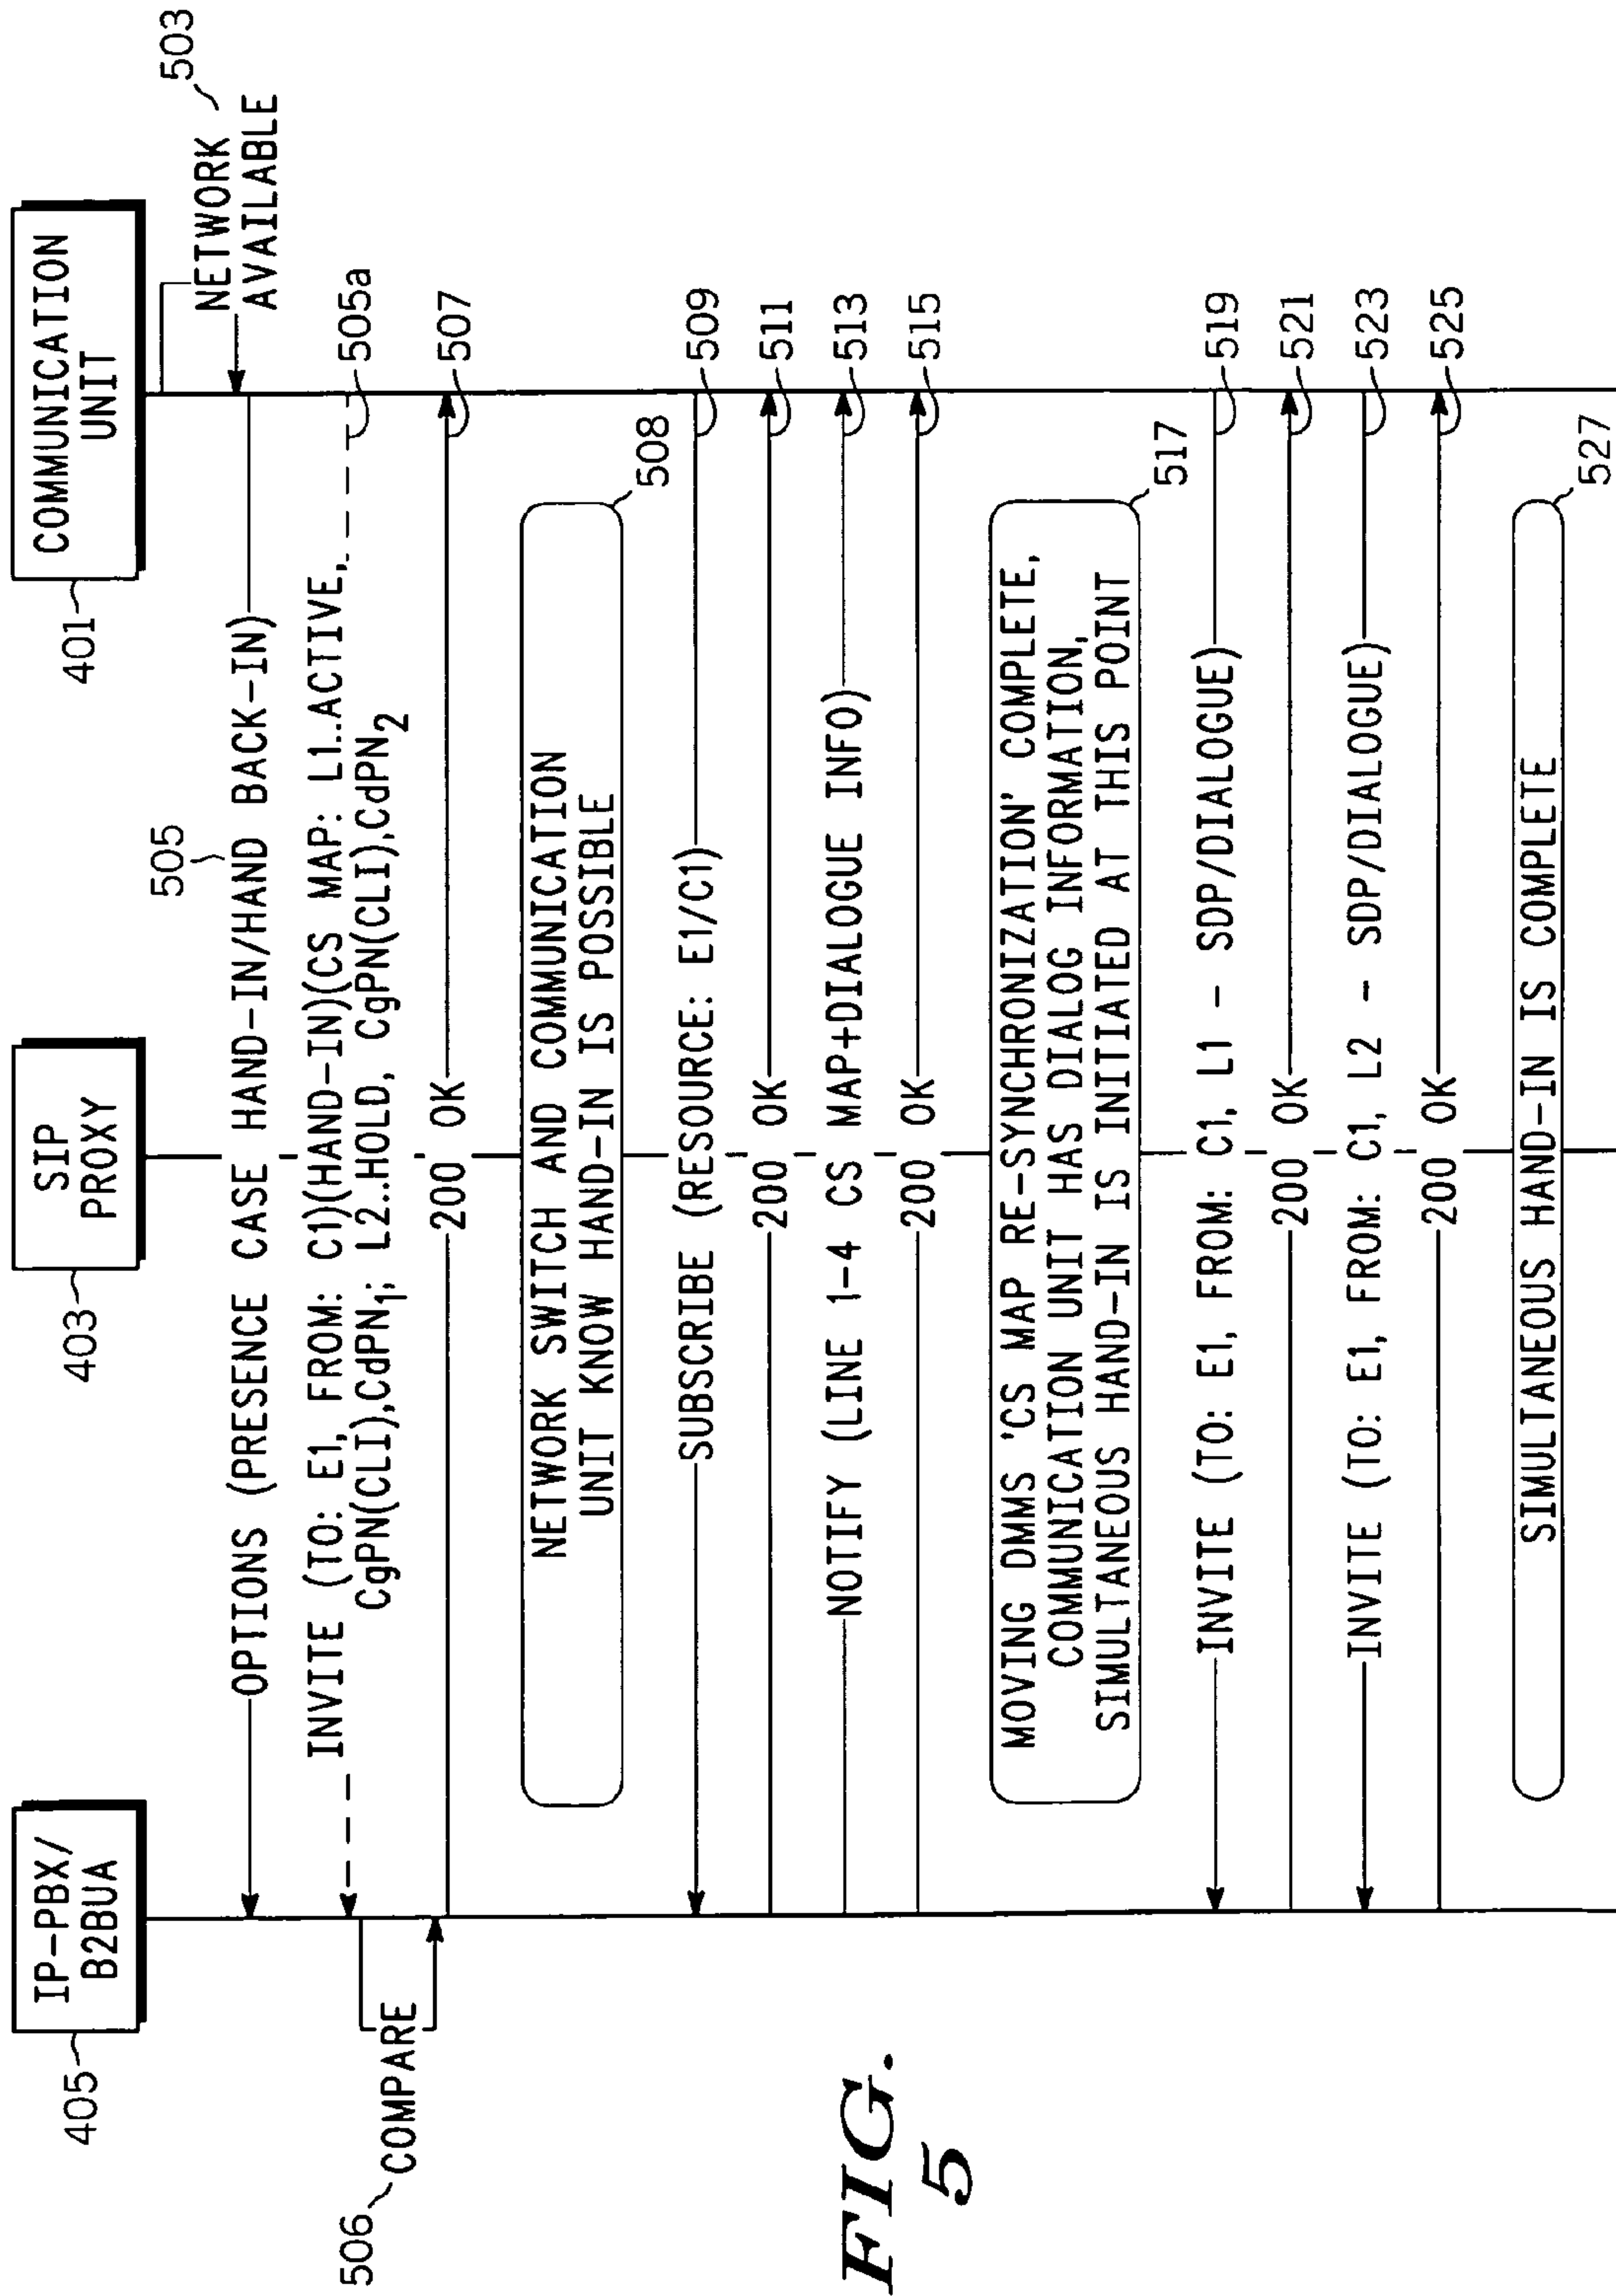 IP-PBX/
B2BUA
405
SIP
PROXY
403
COMMUNICATION
UNIT
401
NETWORK
AVAILABLE
503
505
OPTIONS (PRESENCE CASE HAND-IN/HAND BACK-IN)
INVITE (TO: E1, FROM: C1)(HAND-IN)(CS MAP: L1..ACTIVE,
CgPN(CLI),CdPN1; L2..HOLD, CgPN(CLI),CdPN2
505a
506
COMPARE
200 OK
507
NETWORK SWITCH AND COMMUNICATION
UNIT KNOW HAND-IN IS POSSIBLE
508
SUBSCRIBE (RESOURCE: E1/C1)
509
200 OK
511
NOTIFY (LINE 1-4 CS MAP+DIALOGUE INFO)
513
200 OK
515
MOVING DMMS 'CS MAP RE-SYNCHRONIZATION' COMPLETE,
COMMUNICATION UNIT HAS DIALOG INFORMATION,
SIMULTANEOUS HAND-IN IS INITIATED AT THIS POINT
517
INVITE (TO: E1, FROM: C1, L1 - SDP/DIALOGUE)
519
200 OK
521
INVITE (TO: E1, FROM: C1, L2 - SDP/DIALOGUE)
523
200 OK
525
SIMULTANEOUS HAND-IN IS COMPLETE
527
FIG.
5